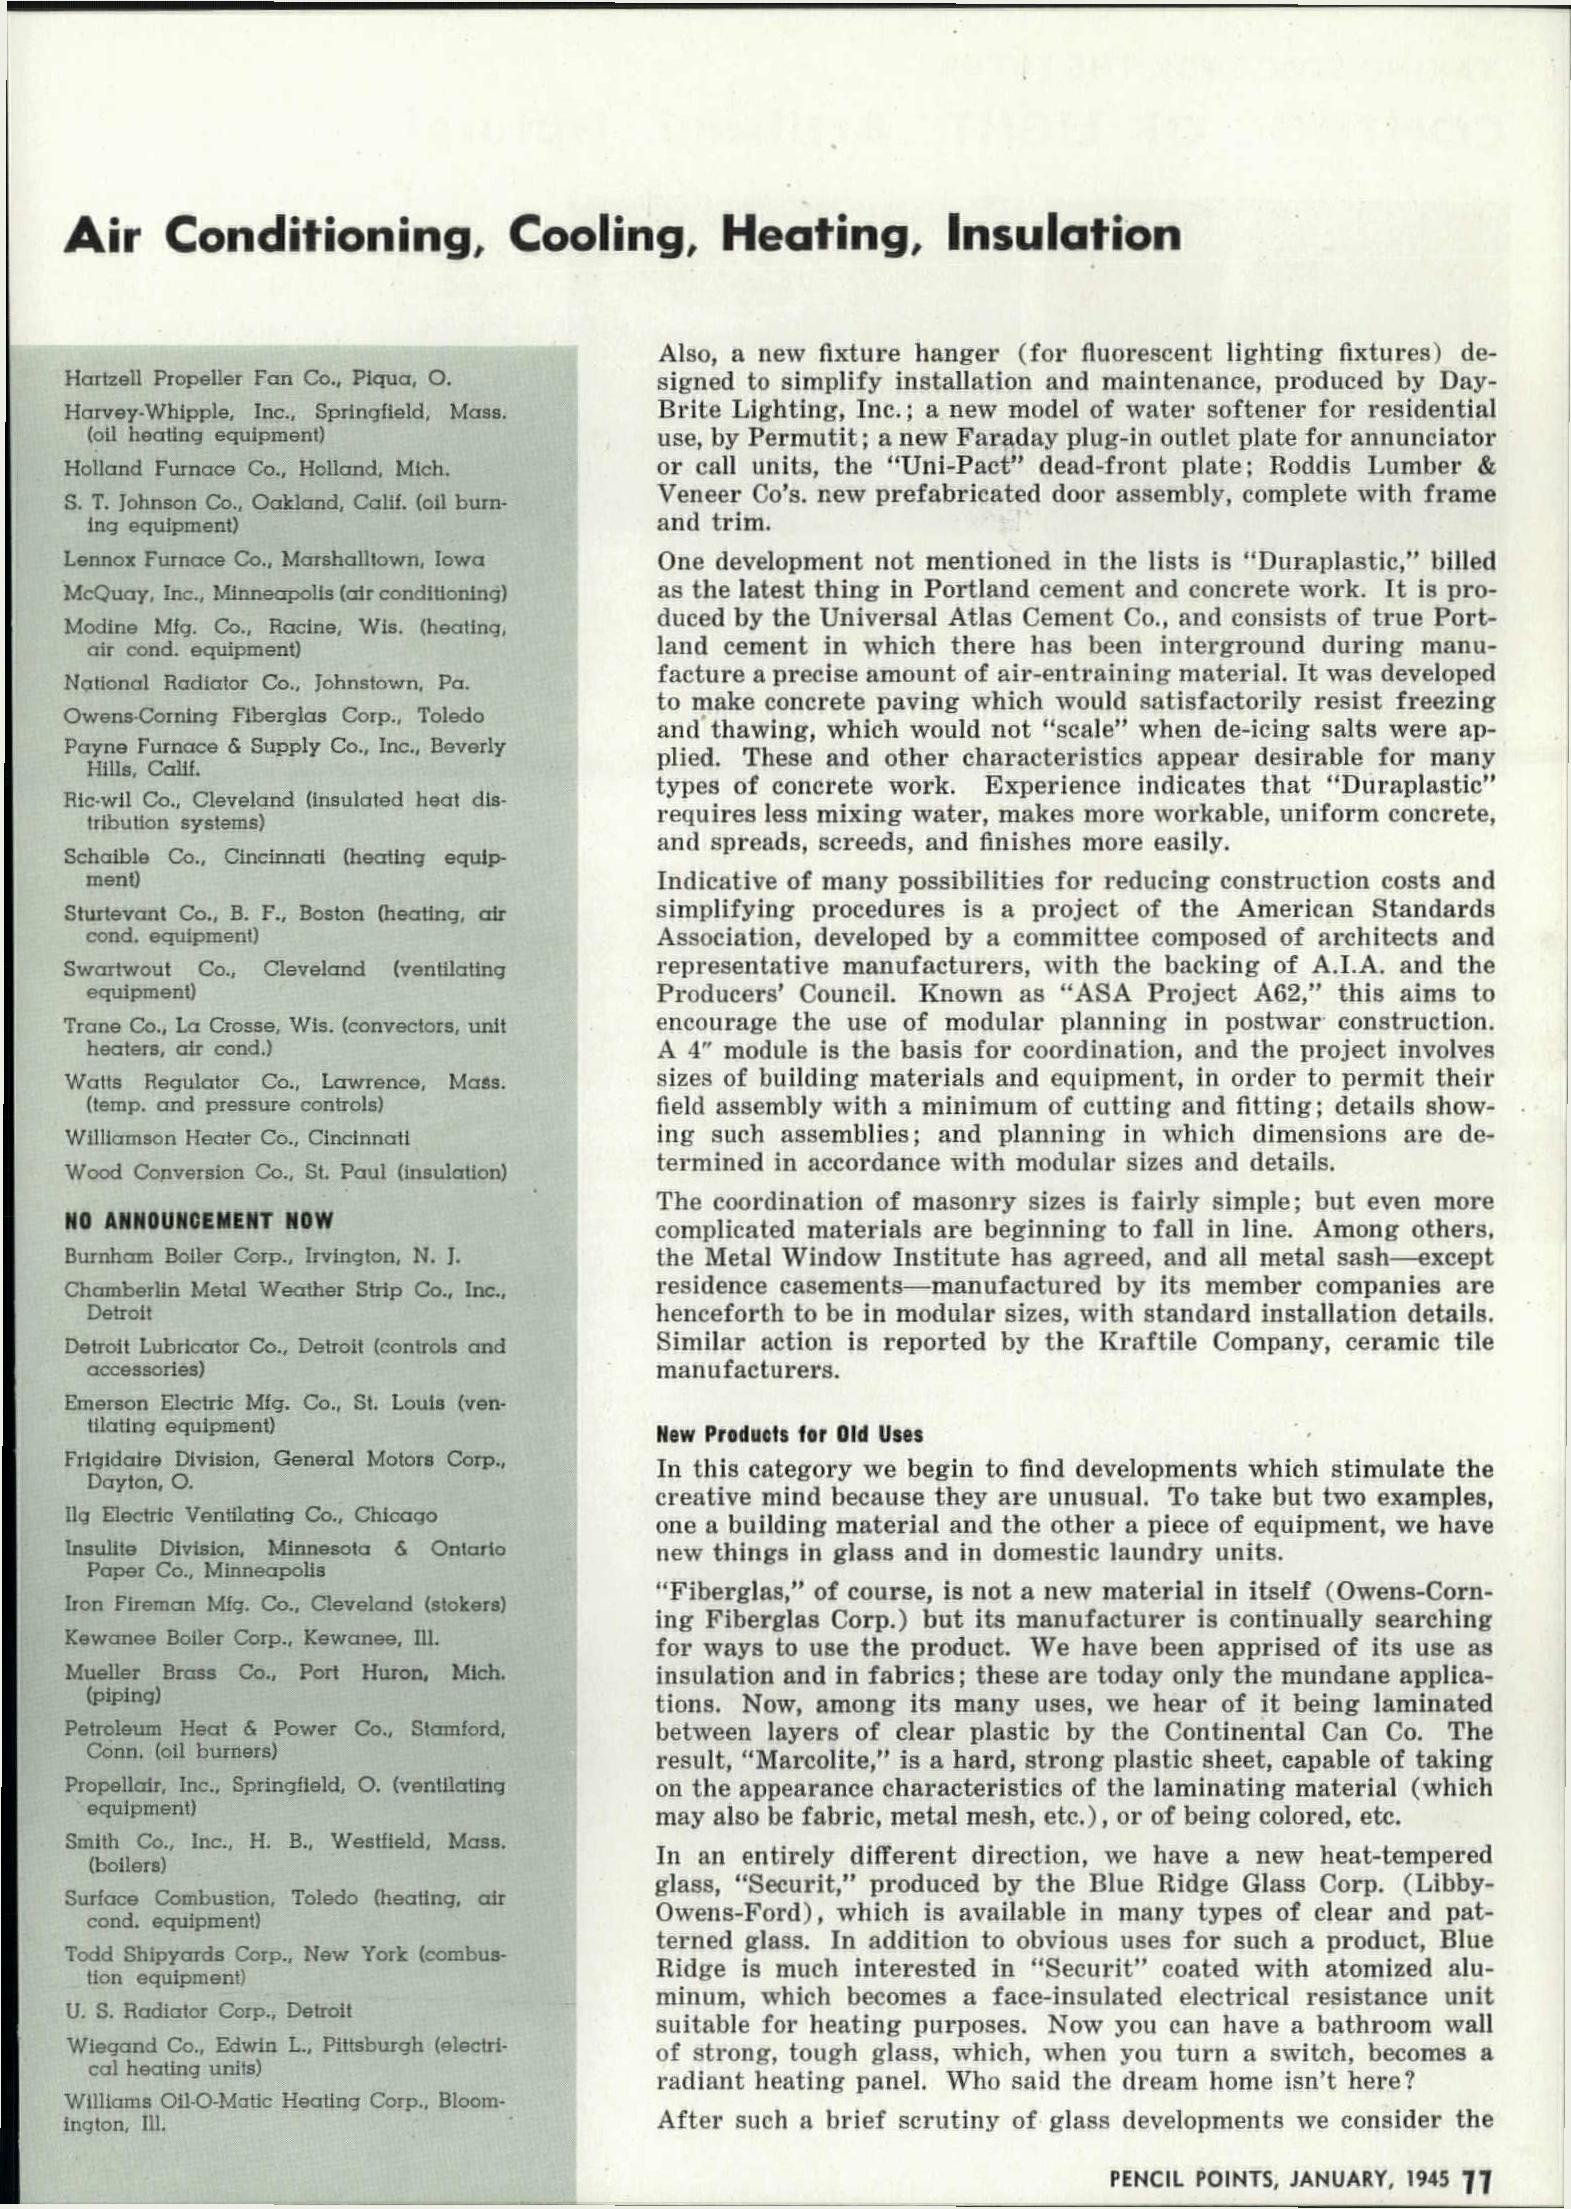 Air Conditioning, Cooling, Heating, Insulation
Hartzell Propeller Fan Co., Piqua, O.
Harvey-Whipple, Inc., Springfield, Mass.
(oil heating equipment)
Holland Furnace Co., Holland, Mich.
S. T. Johnson Co., Oakland, Calif. (oil burn-
ing equipment)
Lennox Furnace Co., Marshalltown, Iowa
McQuay, Inc., Minneapolis (air conditioning)
Modine Mfg. Co., Racine, Wis. (heating,
air cond. equipment)
National Radiator Co., Johnstown, Pa.
Owens-Corning Fiberglas Corp., Toledo
Payne Furnace & Supply Co., Inc., Beverly
Hills, Calif.
Ric-wil Co., Cleveland (insulated heat dis-
tribution systems)
Schaible Co., Cincinnati (heating equip-
ment)
Sturtevant Co., B. F., Boston (heating, air
cond. equipment)
Swartwout Co., Cleveland (ventilating
equipment)
Trane Co., La Crosse, Wis. (convectors, unit
heaters, air cond.)
Watts Regulator Co., Lawrence, Mass.
(temp. and pressure controls)
Williamson Heater Co., Cincinnati
Wood Conversion Co., St. Paul (insulation)
NO ANNOUNCEMENT NOW
Burnham Boiler Corp., Irvington, N. J.
Chamberlin Metal Weather Strip Co., Inc.,
Detroit
Detroit Lubricator Co., Detroit (controls and
accessories)
Emerson Electric Mfg. Co., St. Louis (ven-
tilating equipment)
Frigidaire Division, General Motors Corp.,
Dayton, O.
Ilg Electric Ventilating Co., Chicago
Insulite Division, Minnesota & Ontario
Paper Co., Minneapolis
Iron Fireman Mfg. Co., Cleveland (stokers)
Kewanee Boiler Corp., Kewanee, Ill.
Mueller Brass Co., Port Huron, Mich.
(piping)
Petroleum Heat & Power Co., Stamford,
Conn. (oil burners)
Propellair, Inc., Springfield, O. (ventilating
equipment)
Smith Co., Inc., H. B., Westfield, Mass.
(boilers)
Surface Combustion, Toledo (heating, air
cond. equipment)
Todd Shipyards Corp., New York (combus-
tion equipment)
U. S. Radiator Corp., Detroit
Wiegand Co., Edwin L., Pittsburgh (electri-
cal heating units)
Williams Oil-O-Matic Heating Corp., Bloom-
ington, Ill.
Also, a new fixture hanger (for fluorescent lighting fixtures) de-
signed to simplify installation and maintenance, produced by Day-
Brite Lighting, Inc.; a new model of water softener for residential
use, by Permutit; a new Faraday plug-in outlet plate for annunciator
or call units, the "Uni-Pact" dead-front plate; Roddis Lumber &
Veneer Co's. new prefabricated door assembly, complete with frame
and trim.
One development not mentioned in the lists is "Duraplastic," billed
as the latest thing in Portland cement and concrete work. It is pro-
duced by the Universal Atlas Cement Co., and consists of true Port-
land cement in which there has been interground during manu-
facture a precise amount of air-entraining material. It was developed
to make concrete paving which would satisfactorily resist freezing
and thawing, which would not "scale" when de-icing salts were ap-
plied. These and other characteristics appear desirable for many
types of concrete work. Experience indicates that "Duraplastic"
requires less mixing water, makes more workable, uniform concrete,
and spreads, screeds, and finishes more easily.
Indicative of many possibilities for reducing construction costs and
simplifying procedures is a project of the American Standards
Association, developed by a committee composed of architects and
representative manufacturers, with the backing of A.I.A. and the
Producers' Council. Known as "ASA Project A62," this aims to
encourage the use of modular planning in postwar construction.
A 4″ module is the basis for coordination, and the project involves
sizes of building materials and equipment, in order to permit their
field assembly with a minimum of cutting and fitting; details show-
ing such assemblies; and planning in which dimensions are de-
termined in accordance with modular sizes and details.
The coordination of masonry sizes is fairly simple; but even more
complicated materials are beginning to fall in line. Among others,
the Metal Window Institute has agreed, and all metal sash—except
residence casements—manufactured by its member companies are
henceforth to be in modular sizes, with standard installation details.
Similar action is reported by the Kraftile Company, ceramic tile
manufacturers.
New Products for Old Uses
In this category we begin to find developments which stimulate the
creative mind because they are unusual. To take but two examples,
one a building material and the other a piece of equipment, we have
new things in glass and in domestic laundry units.
"Fiberglas," of course, is not a new material in itself (Owens-Corn-
ing Fiberglas Corp.) but its manufacturer is continually searching
for ways to use the product. We have been apprised of its use as
insulation and in fabrics; these are today only the mundane applica-
tions. Now, among its many uses, we hear of it being laminated
between layers of clear plastic by the Continental Can Co. The
result, "Marcolite," is a hard, strong plastic sheet, capable of taking
on the appearance characteristics of the laminating material (which
may also be fabric, metal mesh, etc.), or of being colored, etc.
In an entirely different direction, we have a new heat-tempered
glass, "Securit," produced by the Blue Ridge Glass Corp. (Libby-
Owens-Ford), which is available in many types of clear and pat-
terned glass. In addition to obvious uses for such a product, Blue
Ridge is much interested in "Securit" coated with atomized alu-
minum, which becomes a face-insulated electrical resistance unit
suitable for heating purposes. Now you can have a bathroom wall
of strong, tough glass, which, when you turn a switch, becomes a
radiant heating panel. Who said the dream home isn't here?
After such a brief scrutiny of glass developments we consider the
PENCIL POINTS, JANUARY, 1945 77